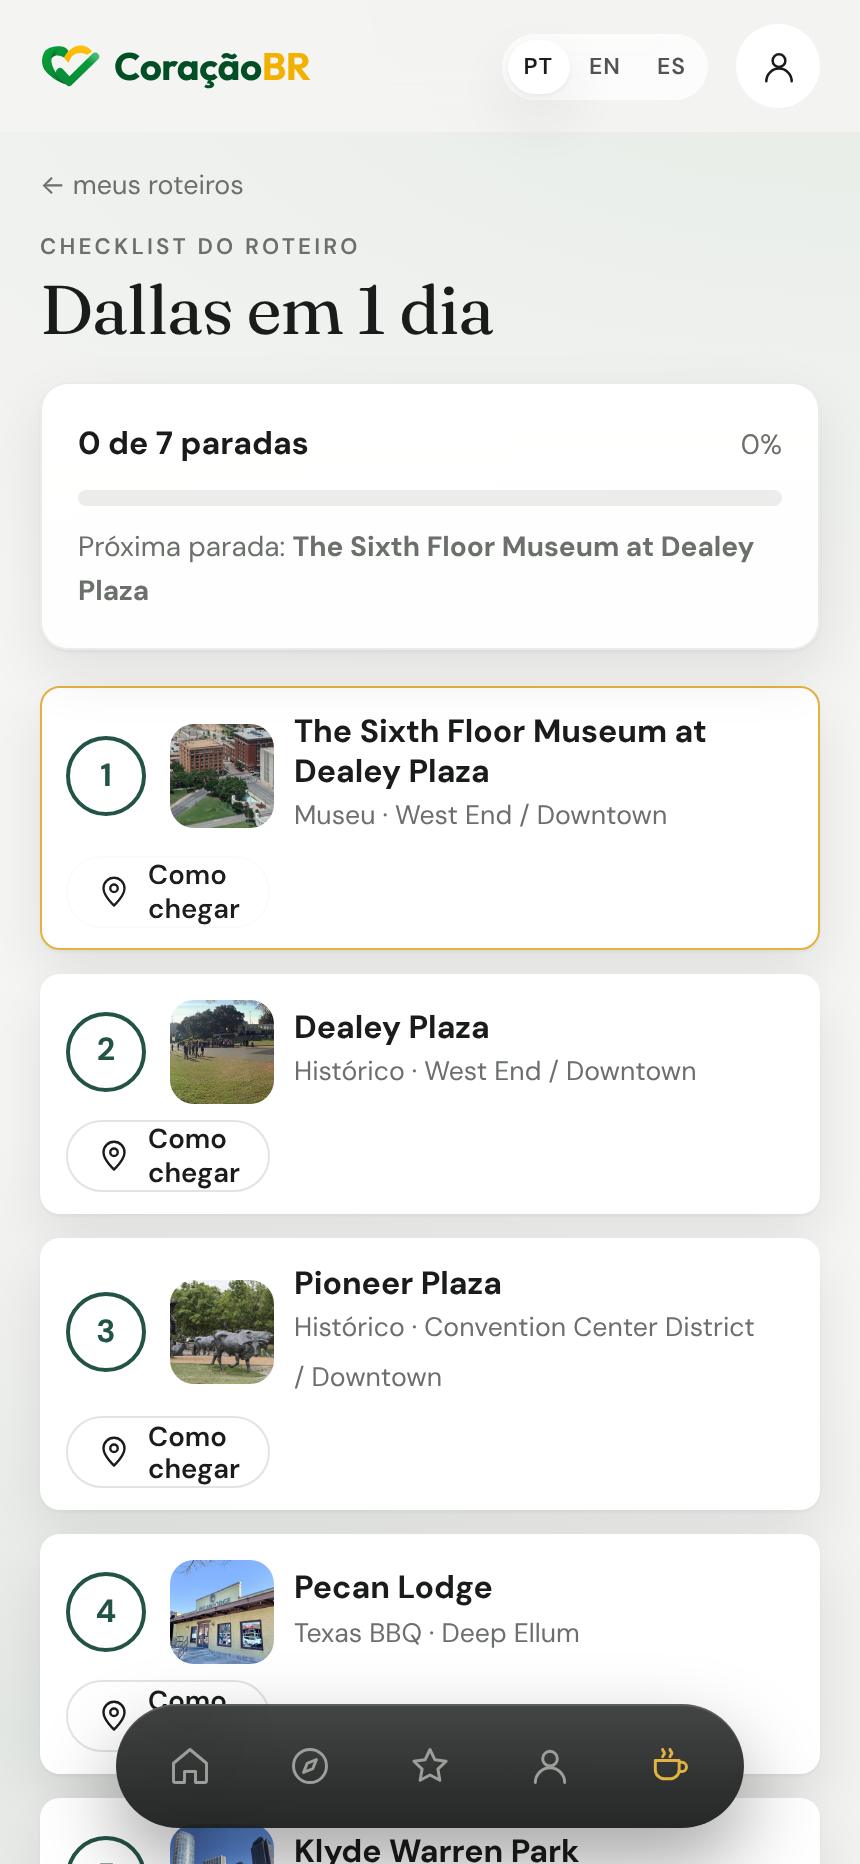 CoraçãoBR
PT EN ES
← meus roteiros
CHECKLIST DO ROTEIRO
Dallas em 1 dia
0 de 7 paradas 0%
Próxima parada: The Sixth Floor Museum at Dealey
Plaza
1
The Sixth Floor Museum at
Dealey Plaza
Museu · West End / Downtown
Como
chegar
2
Dealey Plaza
Histórico · West End / Downtown
Como
chegar
3
Pioneer Plaza
Histórico · Convention Center District
/ Downtown
Como
chegar
4
Pecan Lodge
Texas BBQ · Deep Ellum
Como
Klyde Warren Park